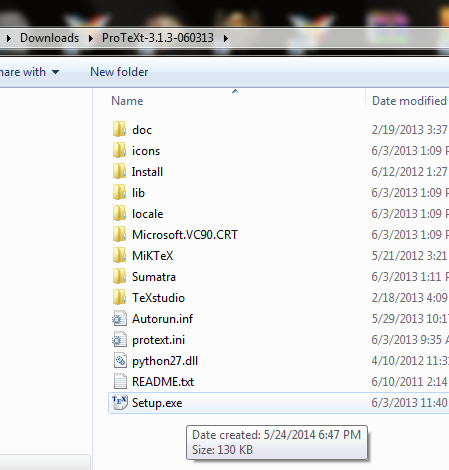 Downloads ProTeXt-3.1.3-060313
hare with New folder
Name Date modified
doc 2/19/2013 3:37
icons 6/3/2013 1:09 P
Install 6/12/2012 1:27
lib 6/3/2013 1:09 P
locale 6/3/2013 1:09 P
Microsoft.VC90.CRT 6/3/2013 1:09 P
MiKTeX 5/21/2012 3:21
Sumatra 6/3/2013 1:11 P
TeXstudio 2/18/2013 4:09
Autorun.inf 5/29/2013 10:17
protext.ini 6/3/2013 9:35 A
python27.dll 4/10/2012 11:31
README.txt 6/10/2011 2:14
Setup.exe 6/3/2013 11:40
Date created: 5/24/2014 6:47 PM
Size: 130 KB